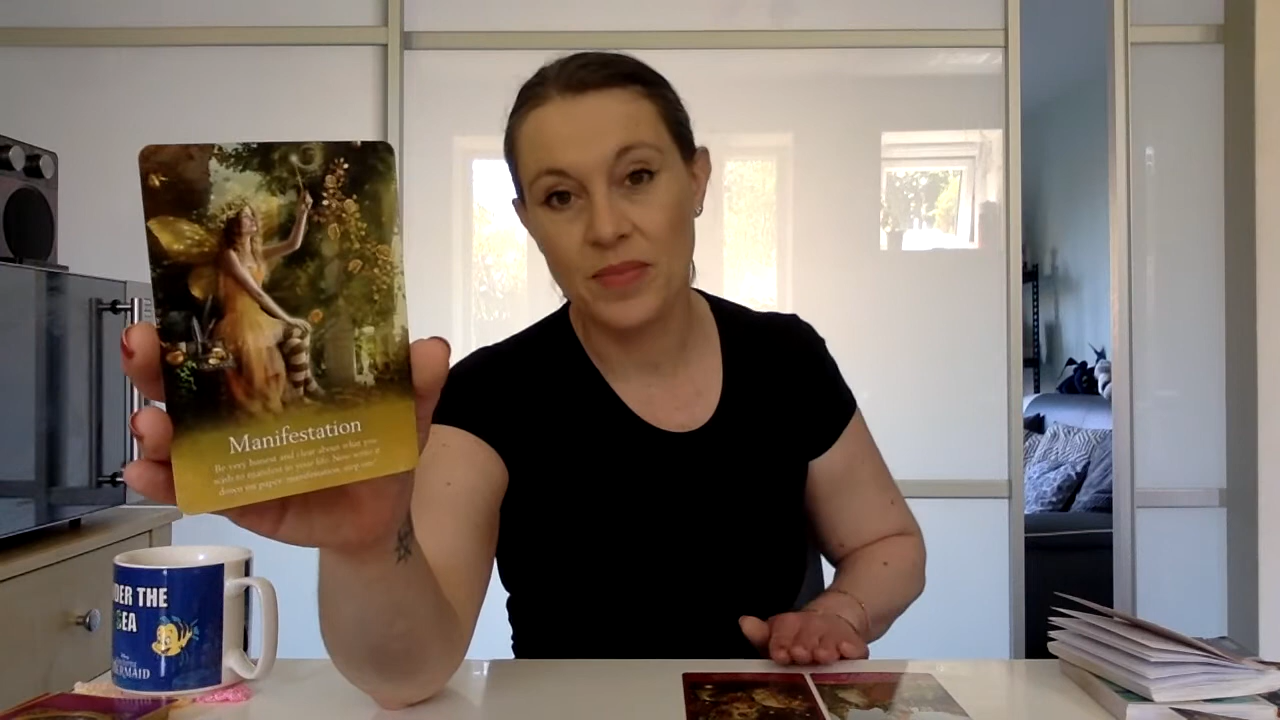 Manifestation
Be very honest and clear about what you
wish to manifest in your life. Now write it
down on paper: manifestation, step one!
DER THE
SEA
Disney
MERMAID